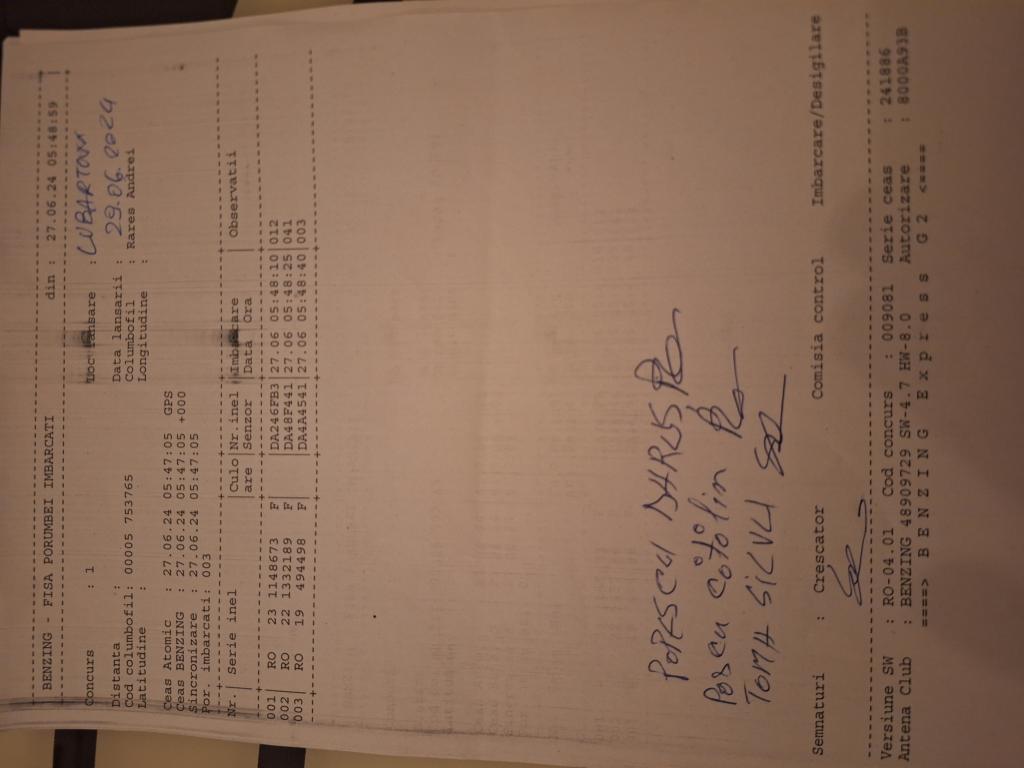 BENZING - FISA PORUMBEI IMBARCATI din : 27.06.24 05:48:59
Concurs : 1 Loc lansare : LUBARTOW
Distanta : Data lansarii : 29.06.2024
Cod columbofil: 00005 753765 Columbofil : Rares Andrei
Latitudine : Longitudine :
Ceas Atomic : 27.06.24 05:47:05 GPS
Ceas BENZING : 27.06.24 05:47:05 +000
Sincronizare : 27.06.24 05:47:05
Por.imbarcati: 003
Nr. | Serie inel |Culo|Nr. inel |Imbarcare | Observatii
|are |Senzor |Data Ora |
001| RO 23 1148673 F| |DA246FB3|27.06 05:48:10|012
002| RO 22 1332189 F| |DA48F441|27.06 05:48:25|041
003| RO 19 494498 F| |DA4A4541|27.06 05:48:40|003
POPESCU DARIUS
Pascu Cătălin
TOMA SILVIU
Semnaturi : Crescator Comisia control Imbarcare/Desigilare
Versiune SW : RO-04.01 Cod concurs : 009081 Serie ceas : 241886
Antena Club : BENZING 48909729 SW-4.7 HW-8.0 Autorizare : 8000A93B
====> B E N Z I N G E x p r e s s G 2 <====